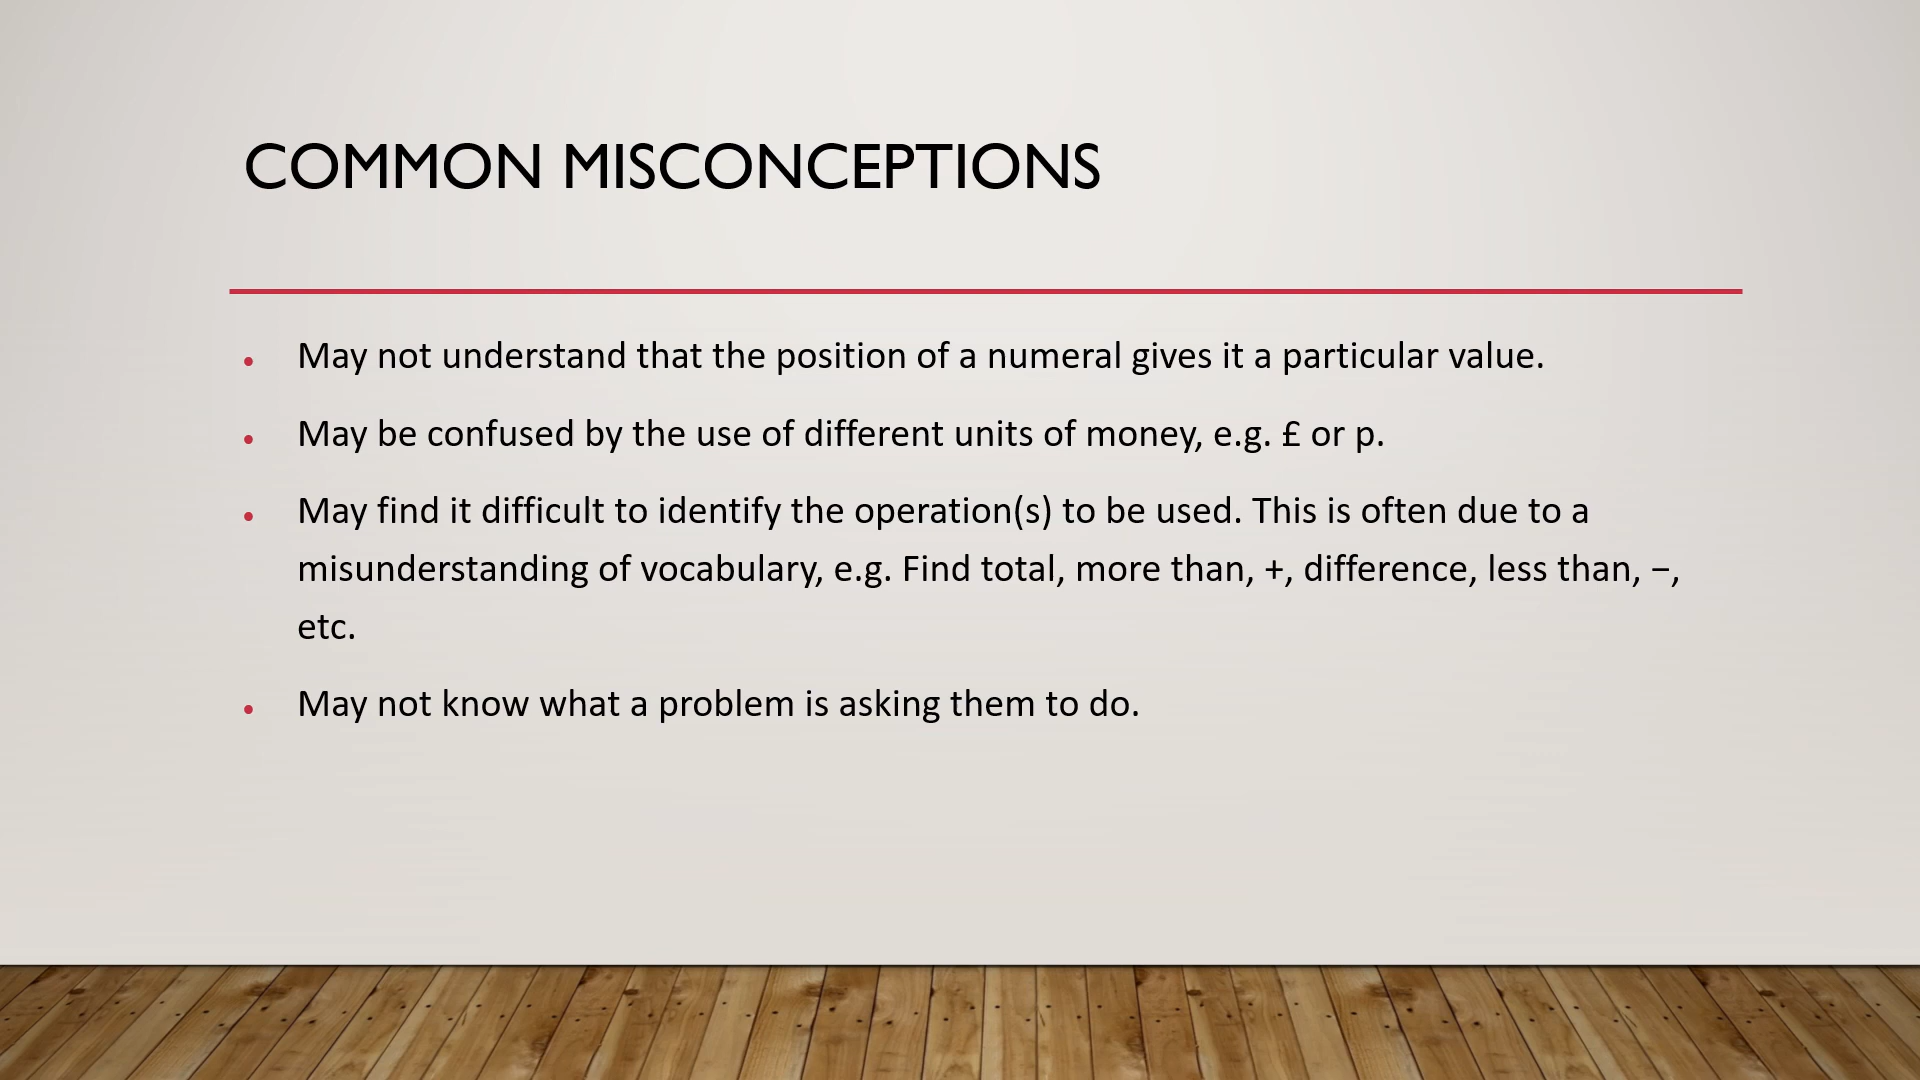 COMMON MISCONCEPTIONS
• May not understand that the position of a numeral gives it a particular value.
• May be confused by the use of different units of money, e.g. £ or p.
• May find it difficult to identify the operation(s) to be used. This is often due to a
misunderstanding of vocabulary, e.g. Find total, more than, +, difference, less than, −,
etc.
• May not know what a problem is asking them to do.